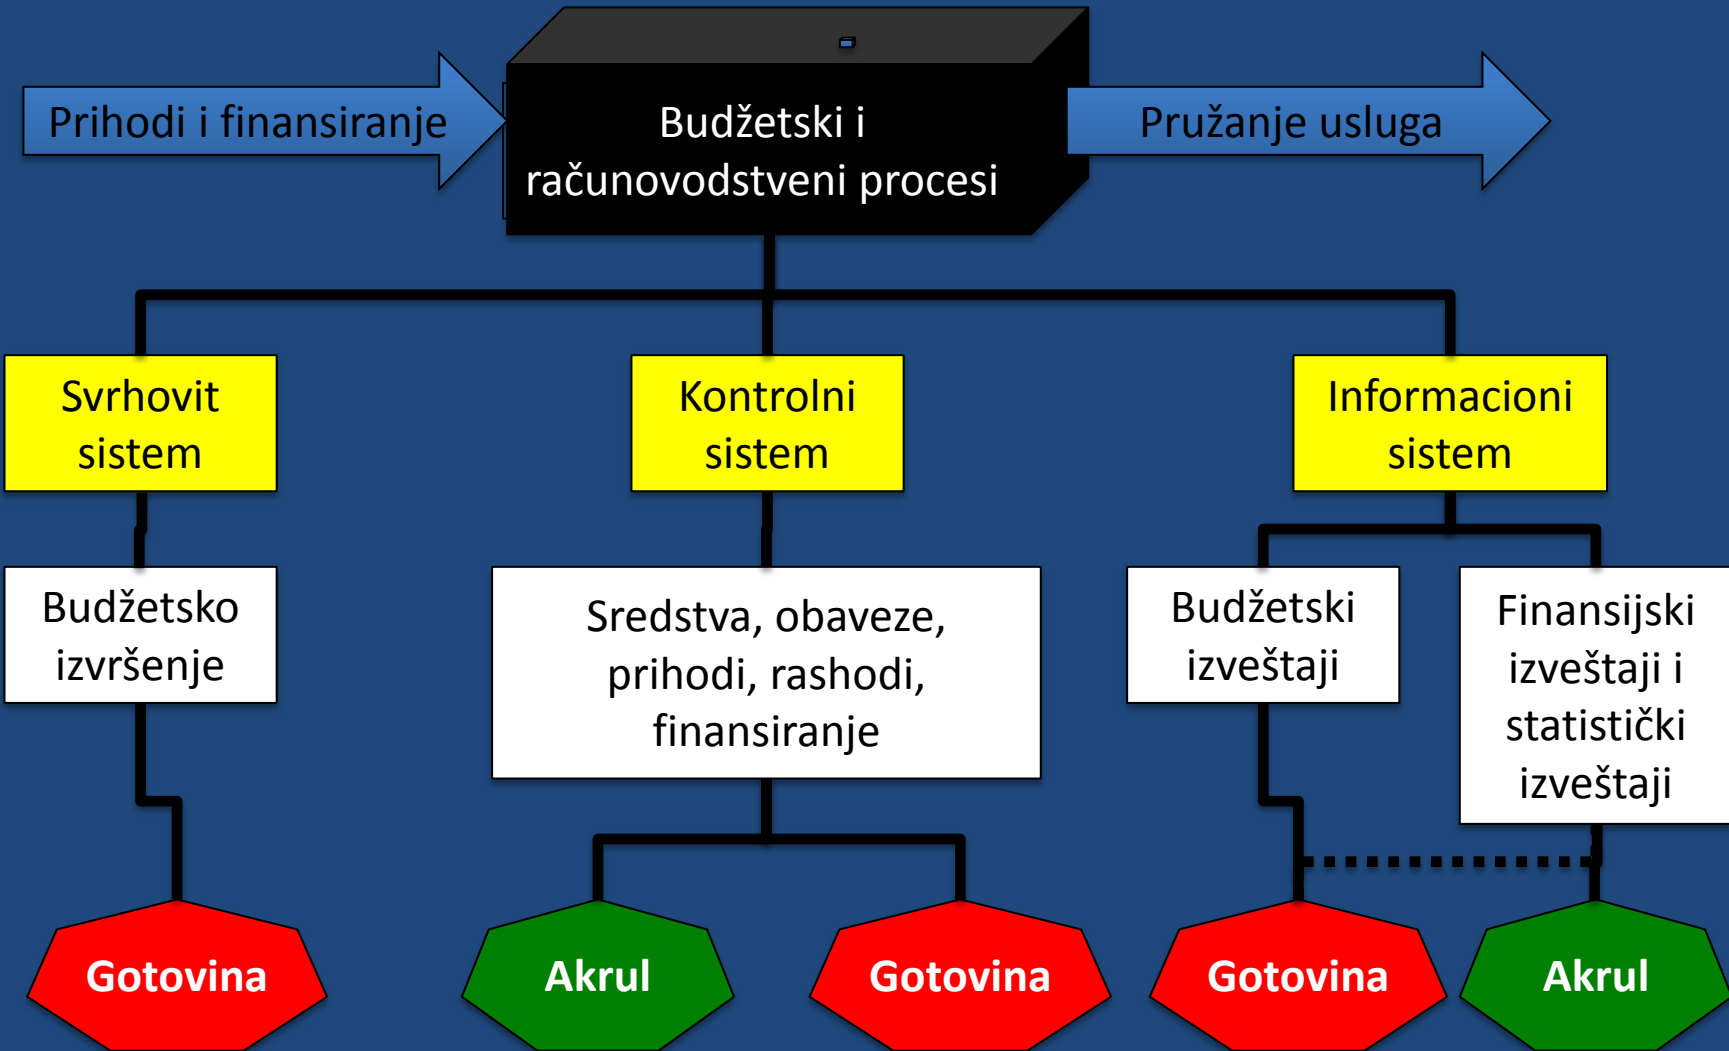 Prihodi i finansiranje
Budžetski i
računovodstveni procesi
Pružanje usluga
Svrhovit
sistem
Kontrolni
sistem
Informacioni
sistem
Budžetsko
izvršenje
Sredstva, obaveze,
prihodi, rashodi,
finansiranje
Budžetski
izveštaji
Finansijski
izveštaji i
statistički
izveštaji
Gotovina
Akrul
Gotovina
Gotovina
Akrul